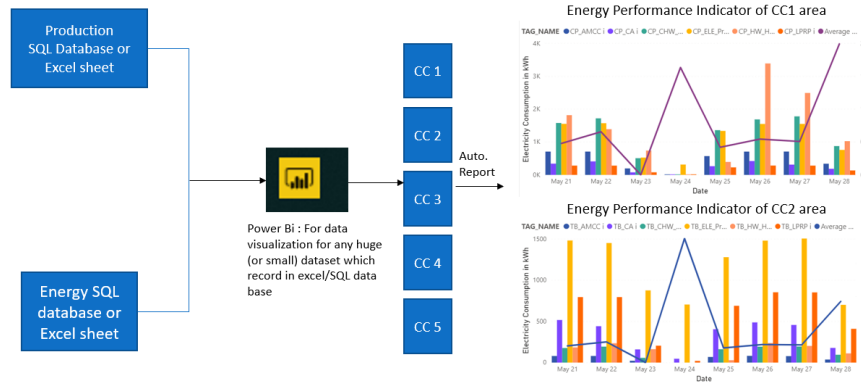 Production
SQL Database or
Excel sheet
Energy SQL
database or
Excel sheet
Power Bi : For data
visualization for any huge
(or small) dataset which
record in excel/SQL data
base
CC 1
CC 2
CC 3
CC 4
CC 5
Auto.
Report
Energy Performance Indicator of CC1 area
TAG_NAME CP_AMCC i CP_CA i CP_CHW_... CP_ELE_Pr... CP_HW_H... CP_LPRP i Average ...
Electricity Consumption in kWh
4K
3K
2K
1K
0K
May 21 May 22 May 23 May 24 May 25 May 26 May 27 May 28
Date
Energy Performance Indicator of CC2 area
TAG_NAME TB_AMCC i TB_CA i TB_CHW_... TB_ELE_Pr... TB_HW_H... TB_LPRP i Average ...
Electricity Consumption in kWh
1500
1000
500
0
May 21 May 22 May 23 May 24 May 25 May 26 May 27 May 28
Date